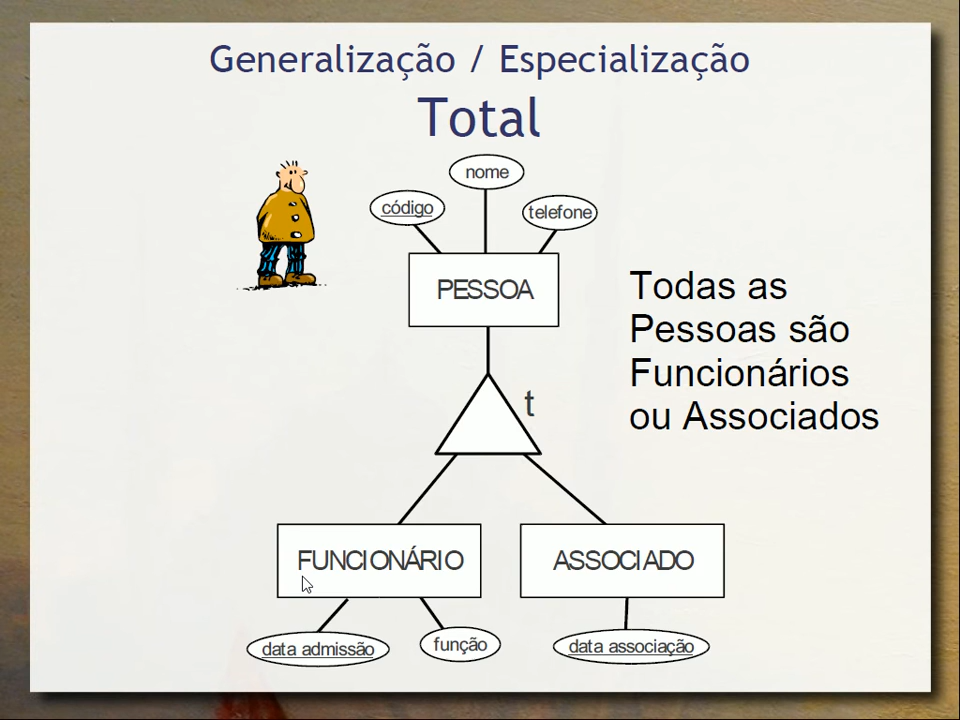 Generalização / Especialização
Total
nome
código
telefone
PESSOA
Todas as
Pessoas são
Funcionários
ou Associados
t
FUNCIONÁRIO
ASSOCIADO
data admissão
função
data associação